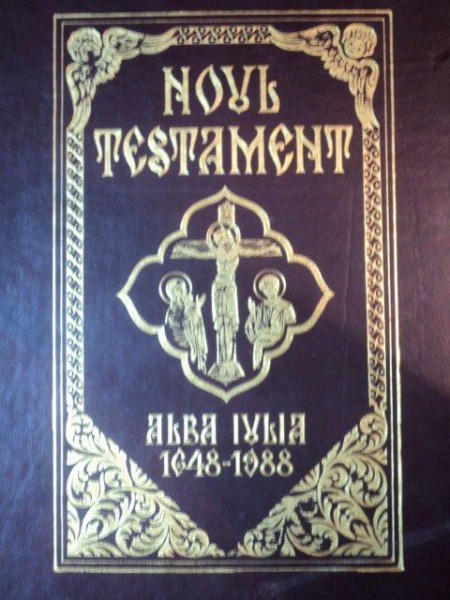 NOUL
TESTAMENT
ALBA IULIA
1648-1988